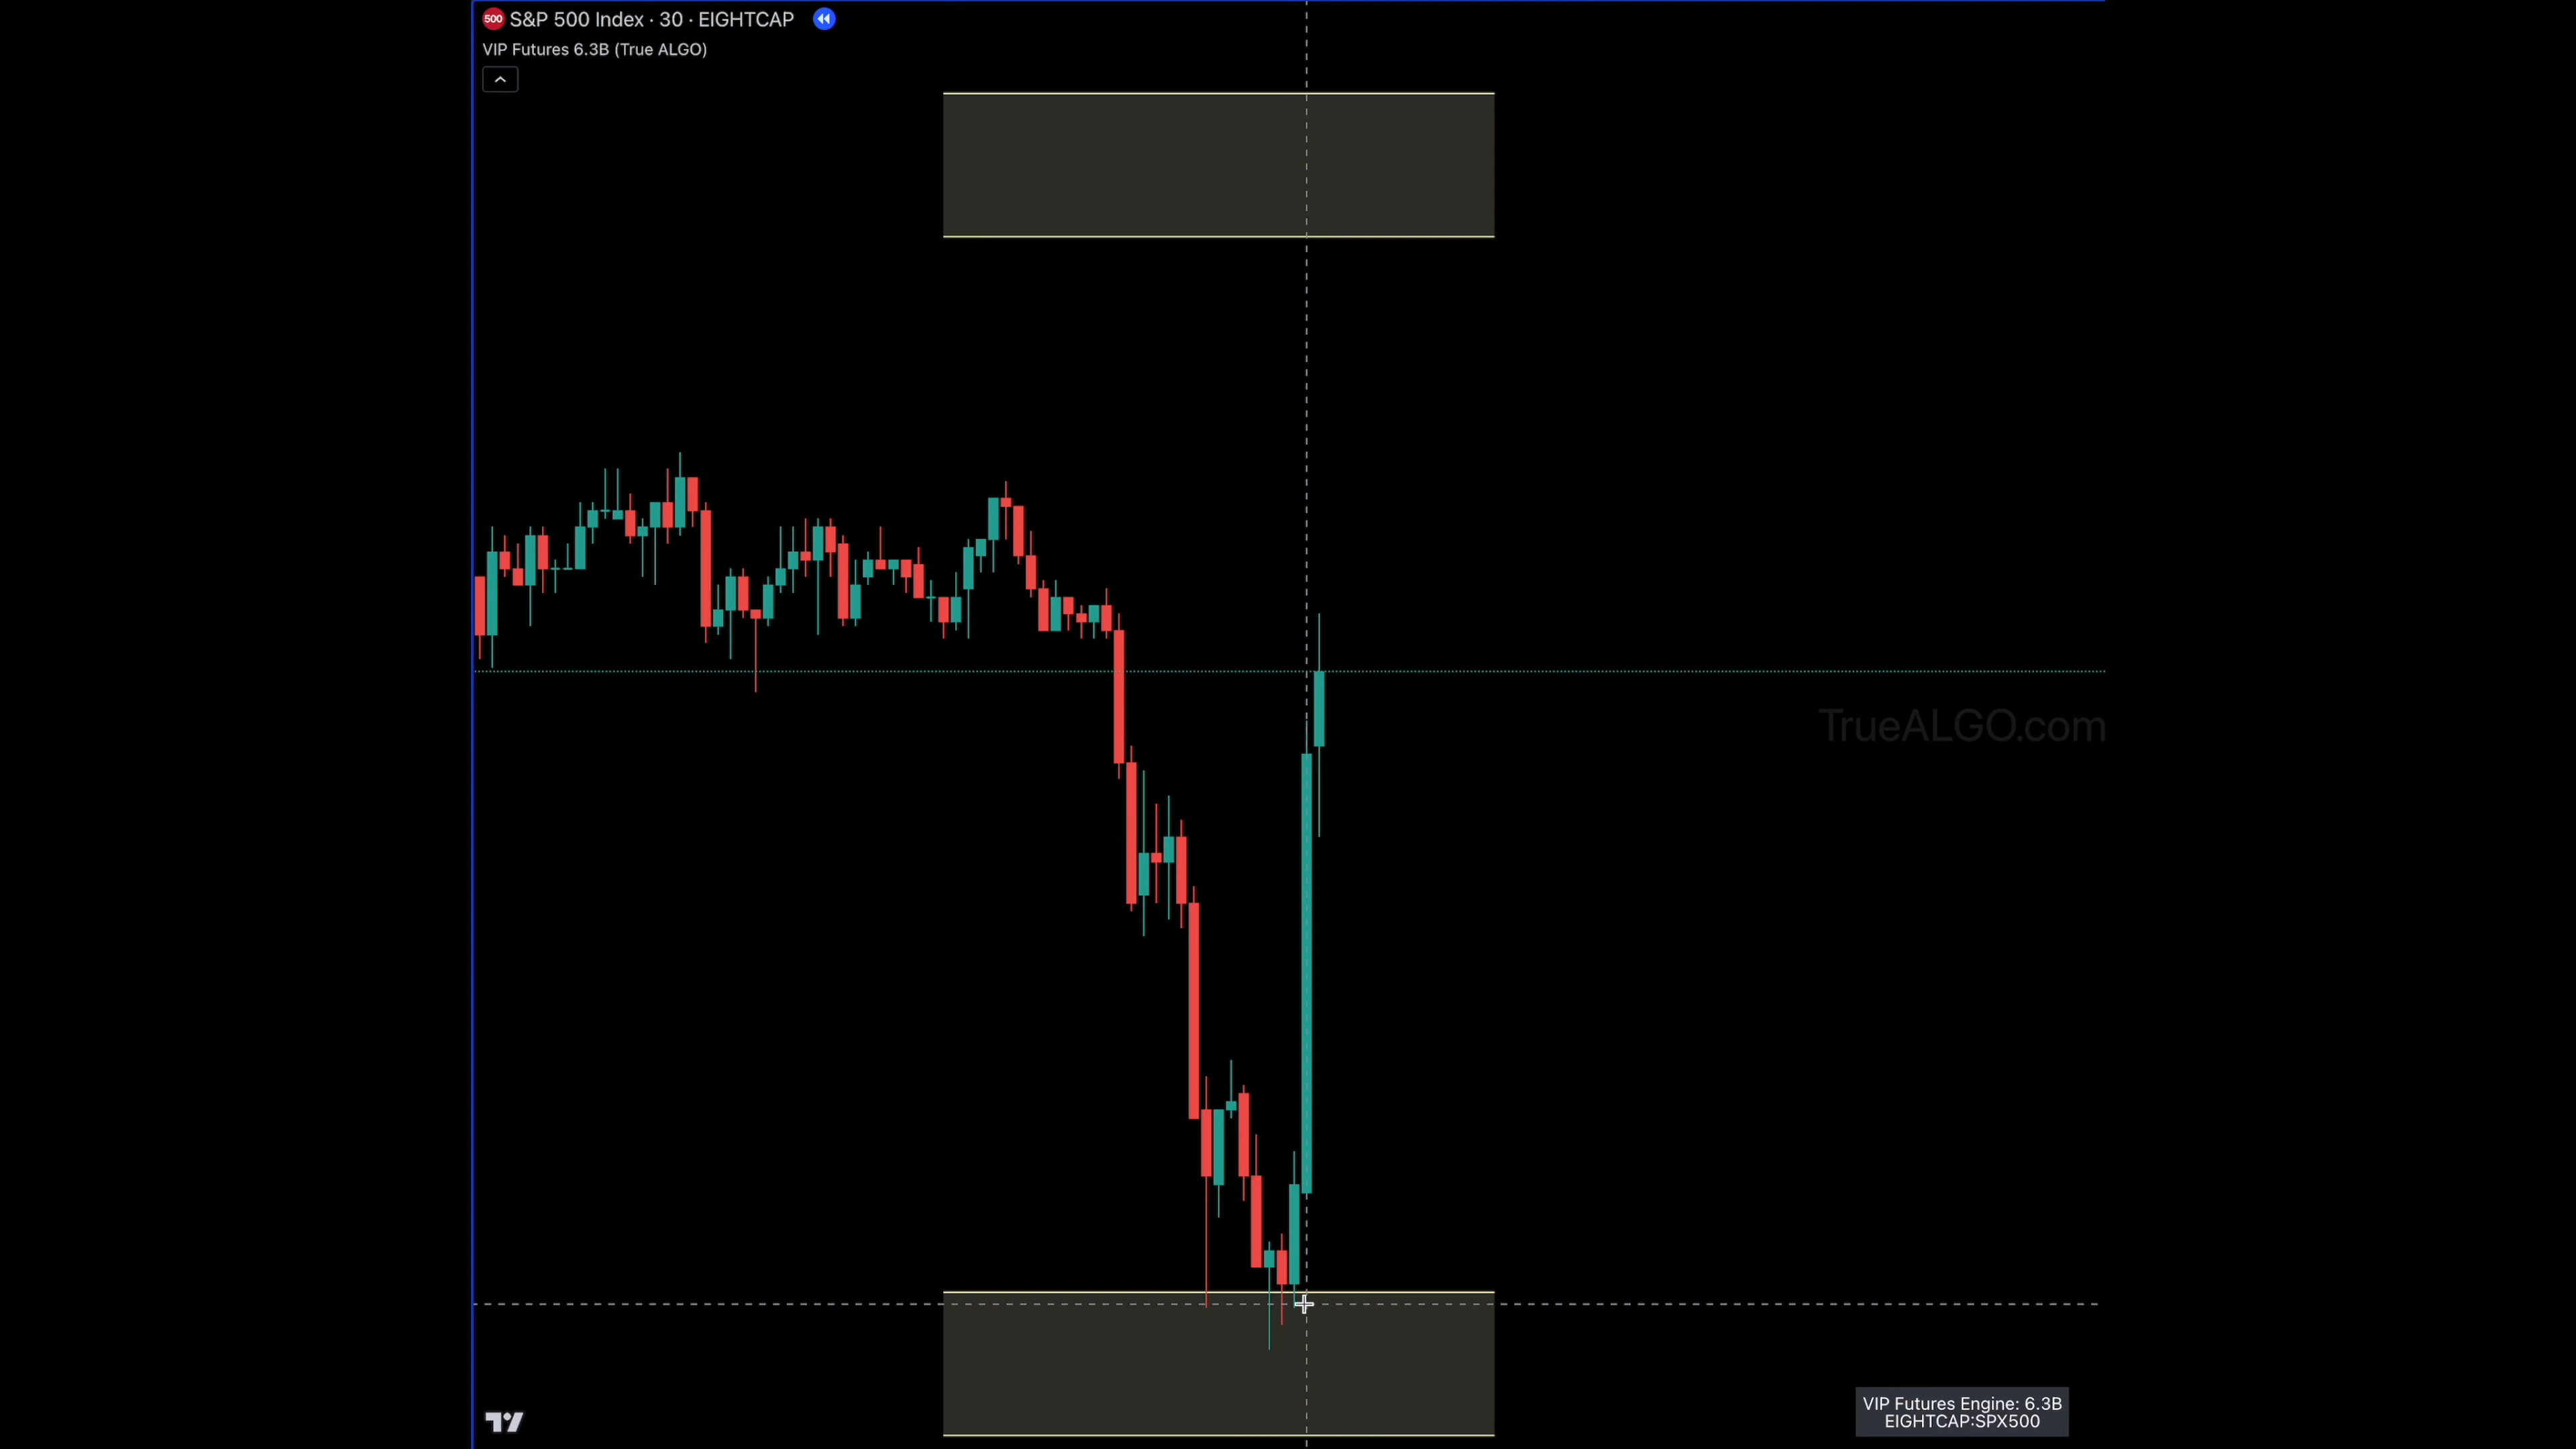 500 S&P 500 Index · 30 · EIGHTCAP
VIP Futures 6.3B (True ALGO)
TrueALGO.com
VIP Futures Engine: 6.3B
EIGHTCAP:SPX500